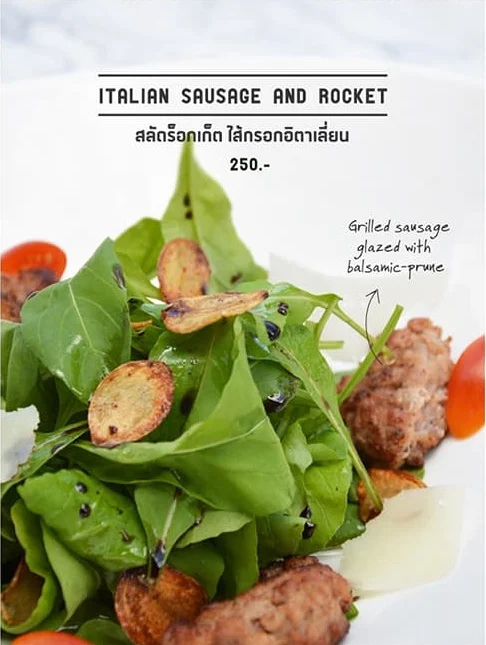 ITALIAN SAUSAGE AND ROCKET
สลัดร็อกเก็ต ไส้กรอกอิตาเลี่ยน
250.-
Grilled sausage
glazed with
balsamic-prune